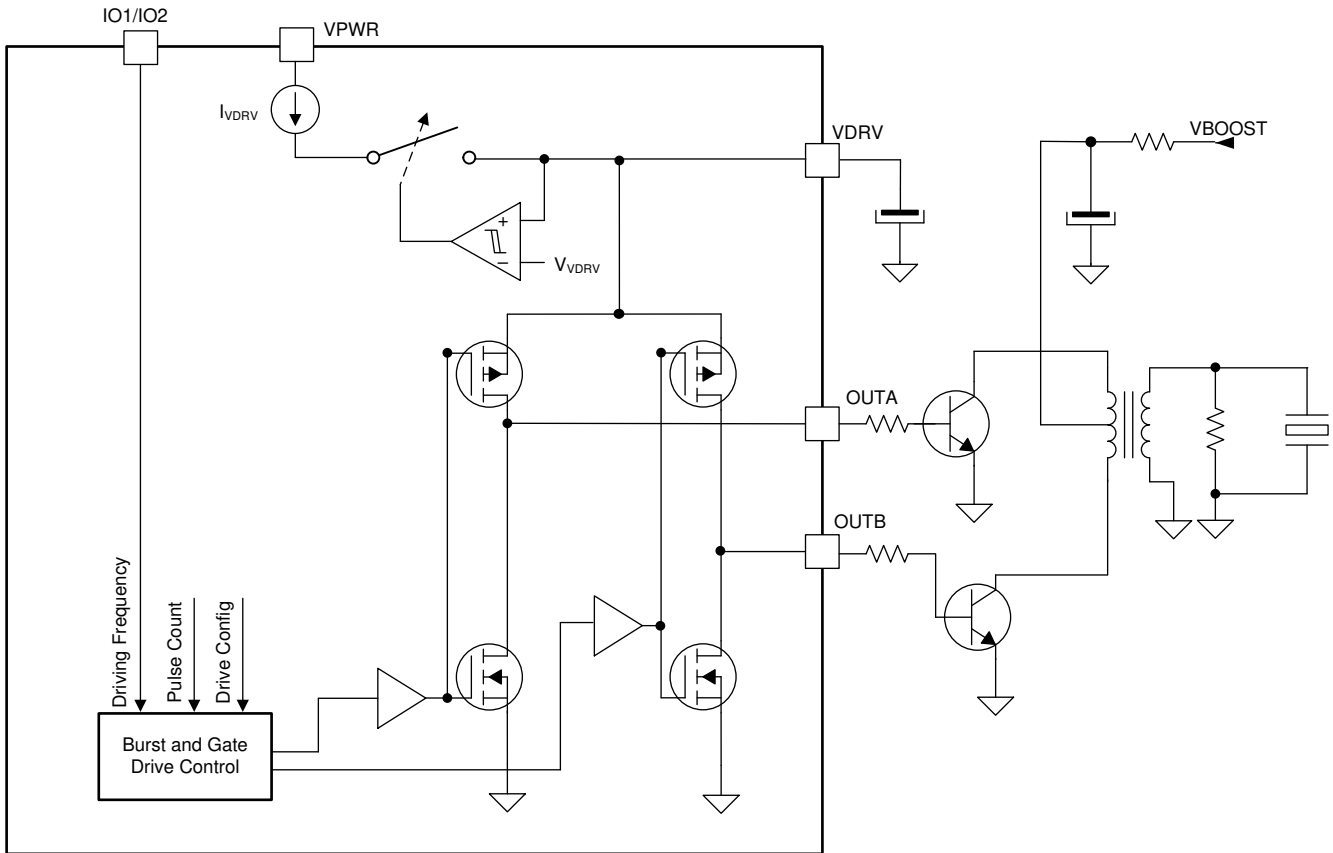 IO1/IO2
VPWR
IVDRV
VDRV
VBOOST
+
−
VVDRV
OUTA
OUTB
Driving Frequency
Pulse Count
Drive Config
Burst and Gate
Drive Control